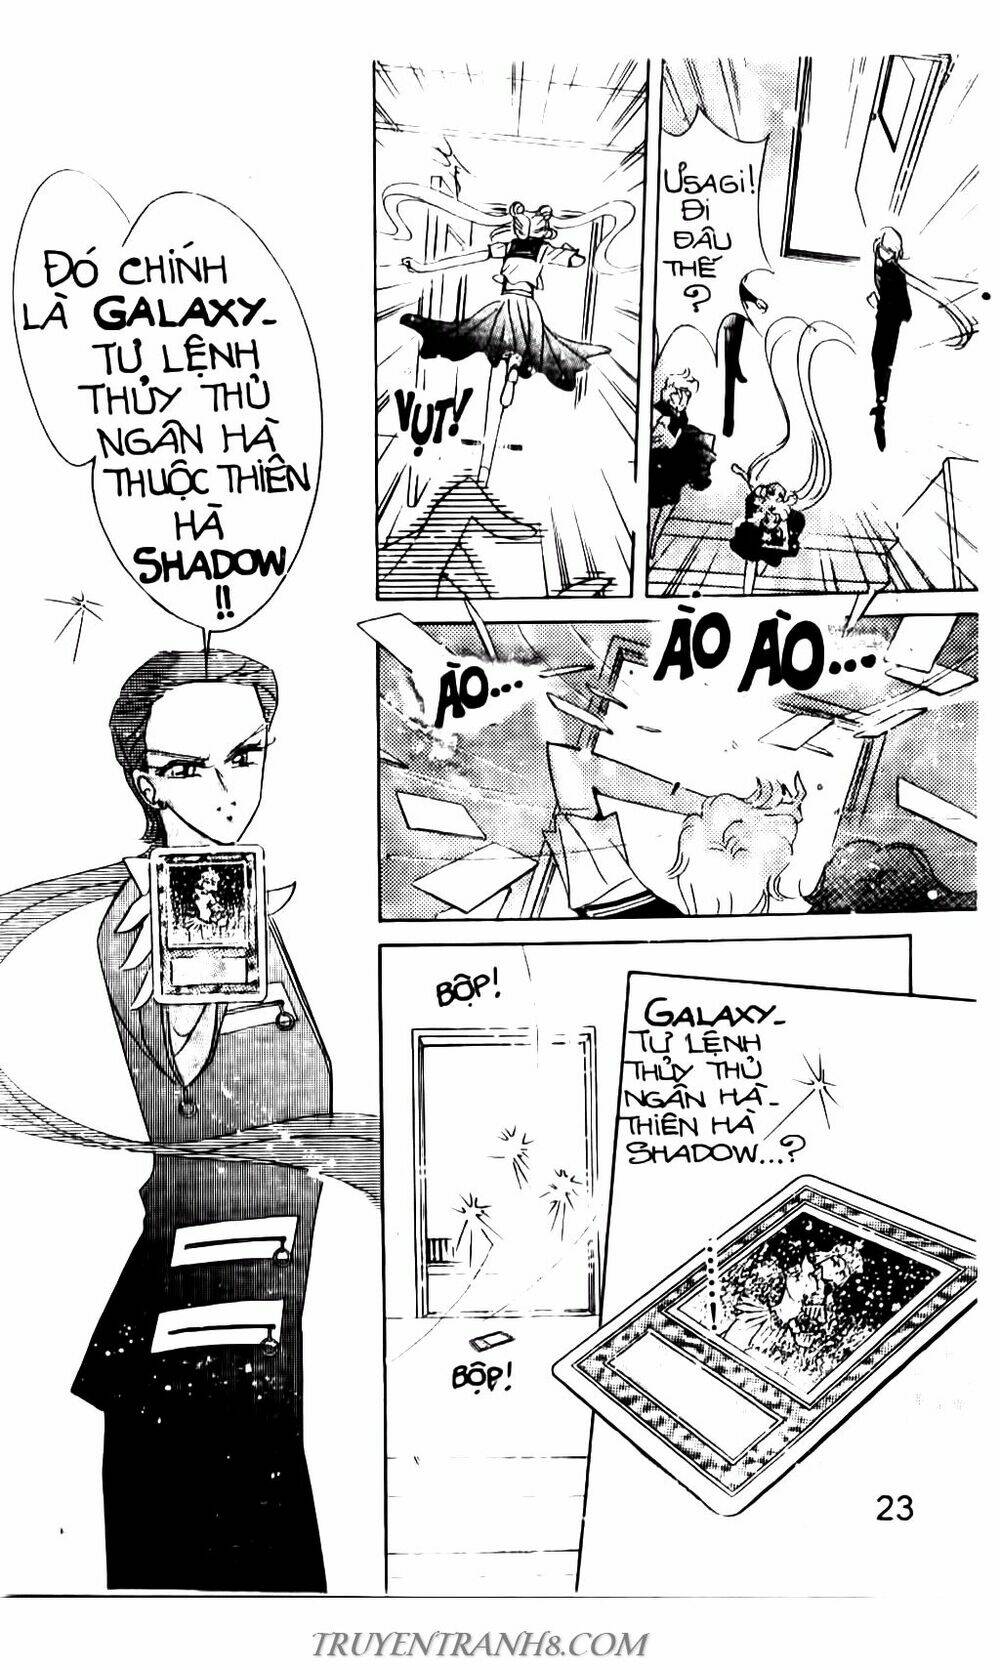 ƯSAGI!
ĐI
ĐÂU
THẾ
?
VỤT!
ÀO...
ÀO ÀO...
ĐÓ CHÍNH
LÀ GALAXY-
TƯ LỆNH
THỦY THỦ
NGÂN HÀ
THUỘC THIÊN
HÀ
SHADOW
!!
BỘP!
BỘP!
GALAXY-
TƯ LỆNH
THỦY THỦ
NGÂN HÀ-
THIÊN HÀ
SHADOW...?
23
TRUYENTRANH8.COM